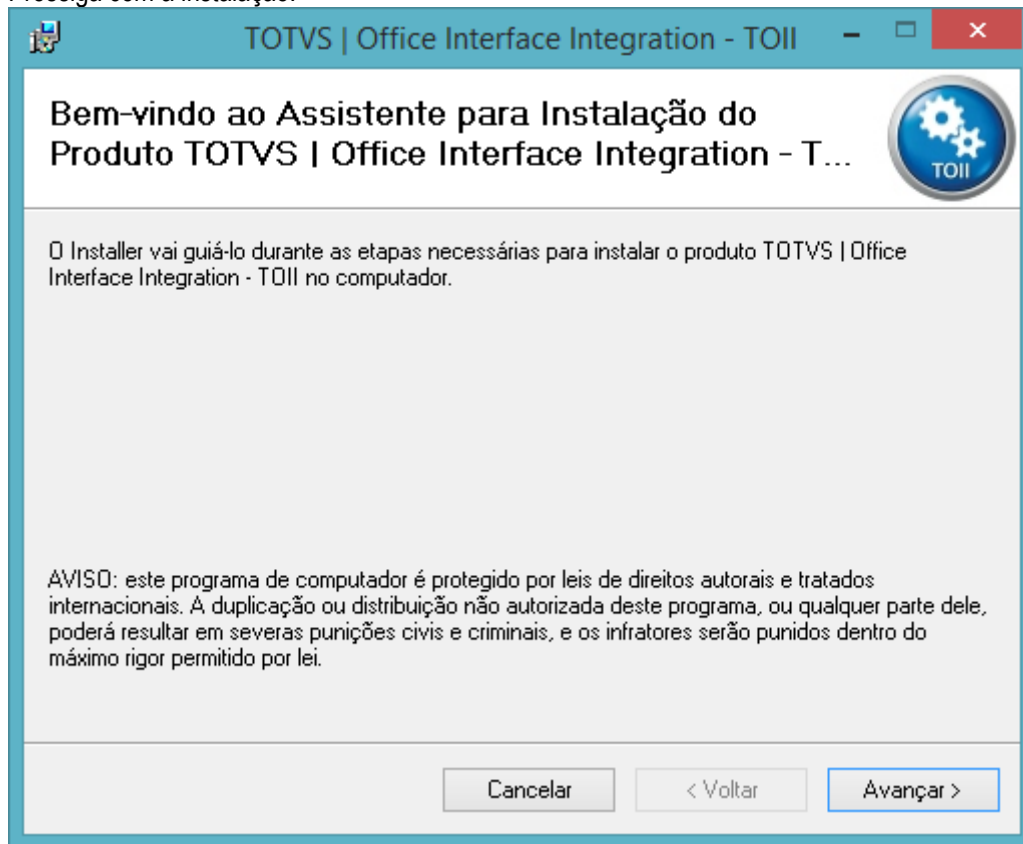 Prossiga com a instalação.
TOTVS | Office Interface Integration - TOII
Bem-vindo ao Assistente para Instalação do
Produto TOTVS | Office Interface Integration - T...
TOII
O Installer vai guiá-lo durante as etapas necessárias para instalar o produto TOTVS | Office
Interface Integration - TOII no computador.
AVISO: este programa de computador é protegido por leis de direitos autorais e tratados
internacionais. A duplicação ou distribuição não autorizada deste programa, ou qualquer parte dele,
poderá resultar em severas punições civis e criminais, e os infratores serão punidos dentro do
máximo rigor permitido por lei.
Cancelar
< Voltar
Avançar >